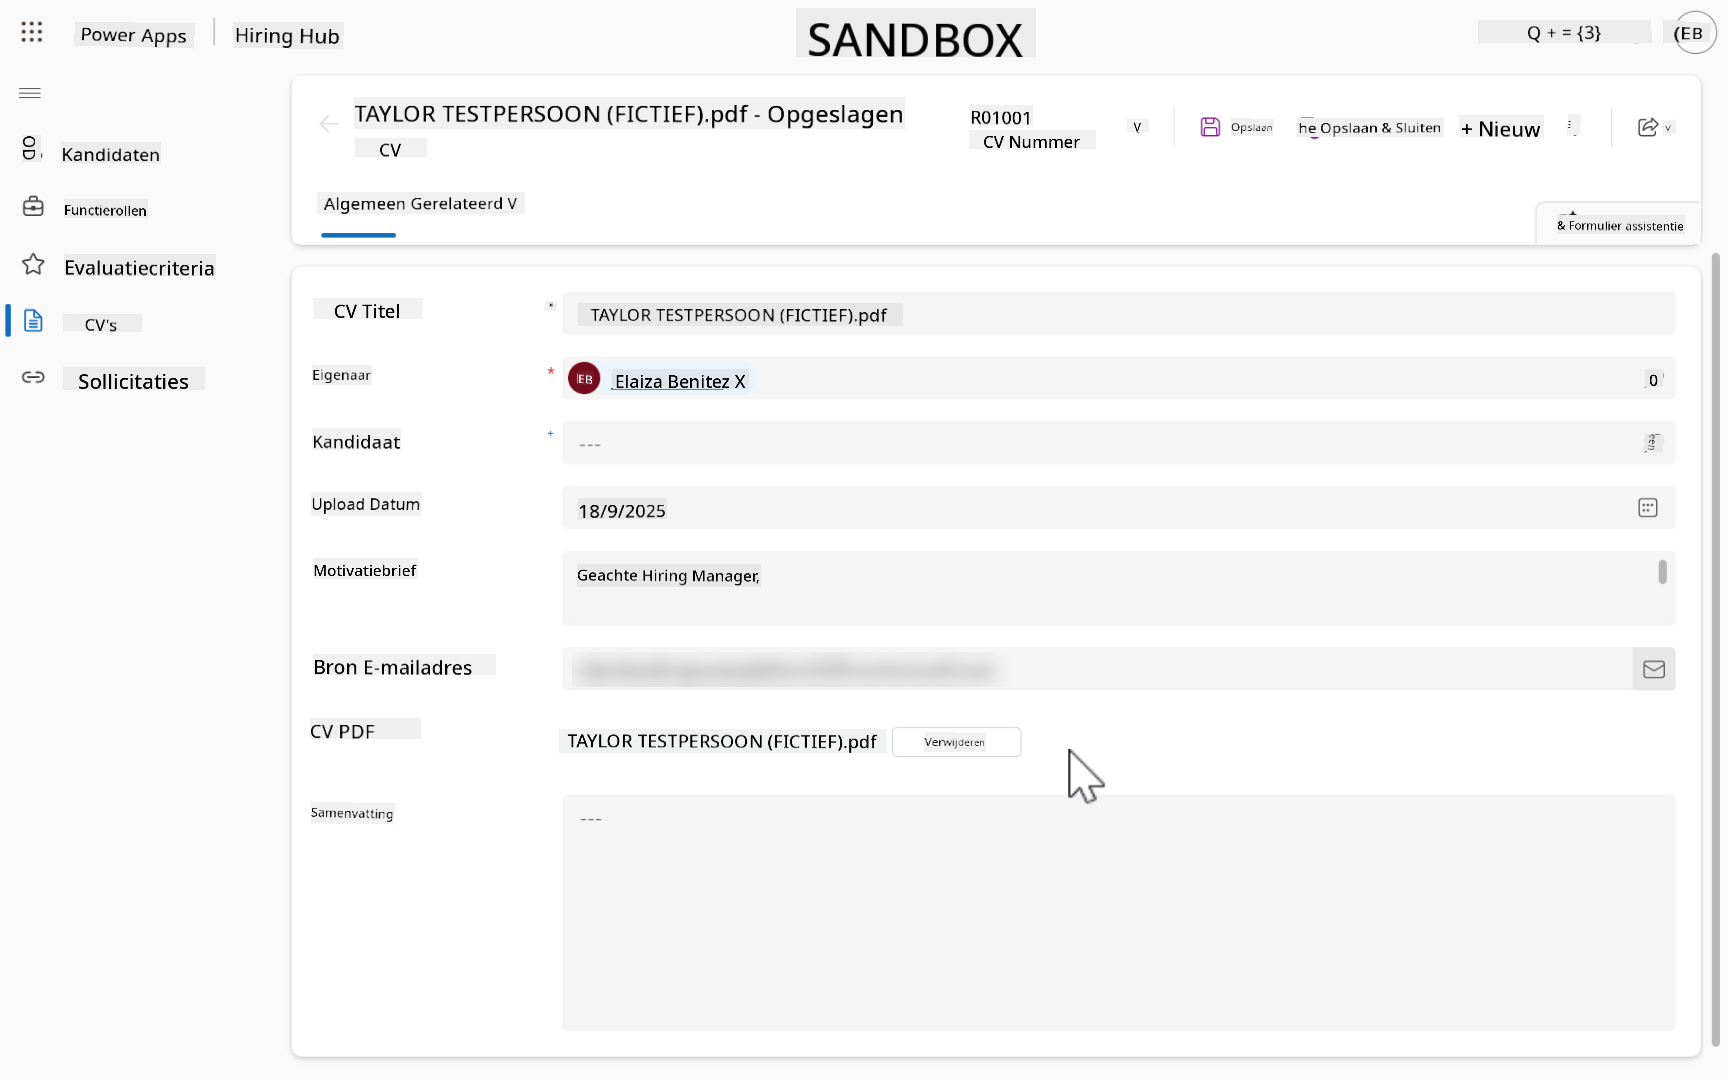 Power Apps
Hiring Hub
SANDBOX
Q + = {3}
(EB
TAYLOR TESTPERSOON (FICTIEF).pdf - Opgeslagen
CV
R01001
CV Nummer
V
Opslaan
he Opslaan & Sluiten
+ Nieuw
v
Kandidaten
Functierollen
Evaluatiecriteria
CV's
Sollicitaties
Algemeen Gerelateerd V
& Formulier assistentie
CV Titel
*
TAYLOR TESTPERSOON (FICTIEF).pdf
Eigenaar
*
EB
Elaiza Benitez X
0
Kandidaat
+
---
Upload Datum
18/9/2025
Motivatiebrief
Geachte Hiring Manager,
Bron E-mailadres
CV PDF
TAYLOR TESTPERSOON (FICTIEF).pdf
Verwijderen
Samenvatting
---